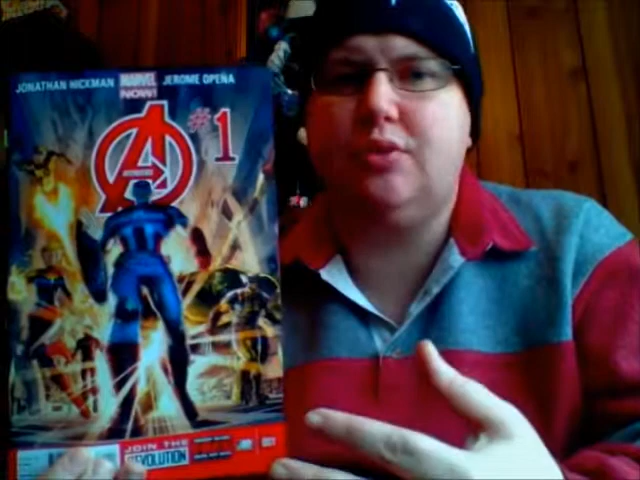 JONATHAN HICKMAN MARVEL JEROME OPEÑA
NOW!
#1
A
JOIN THE
REVOLUTION